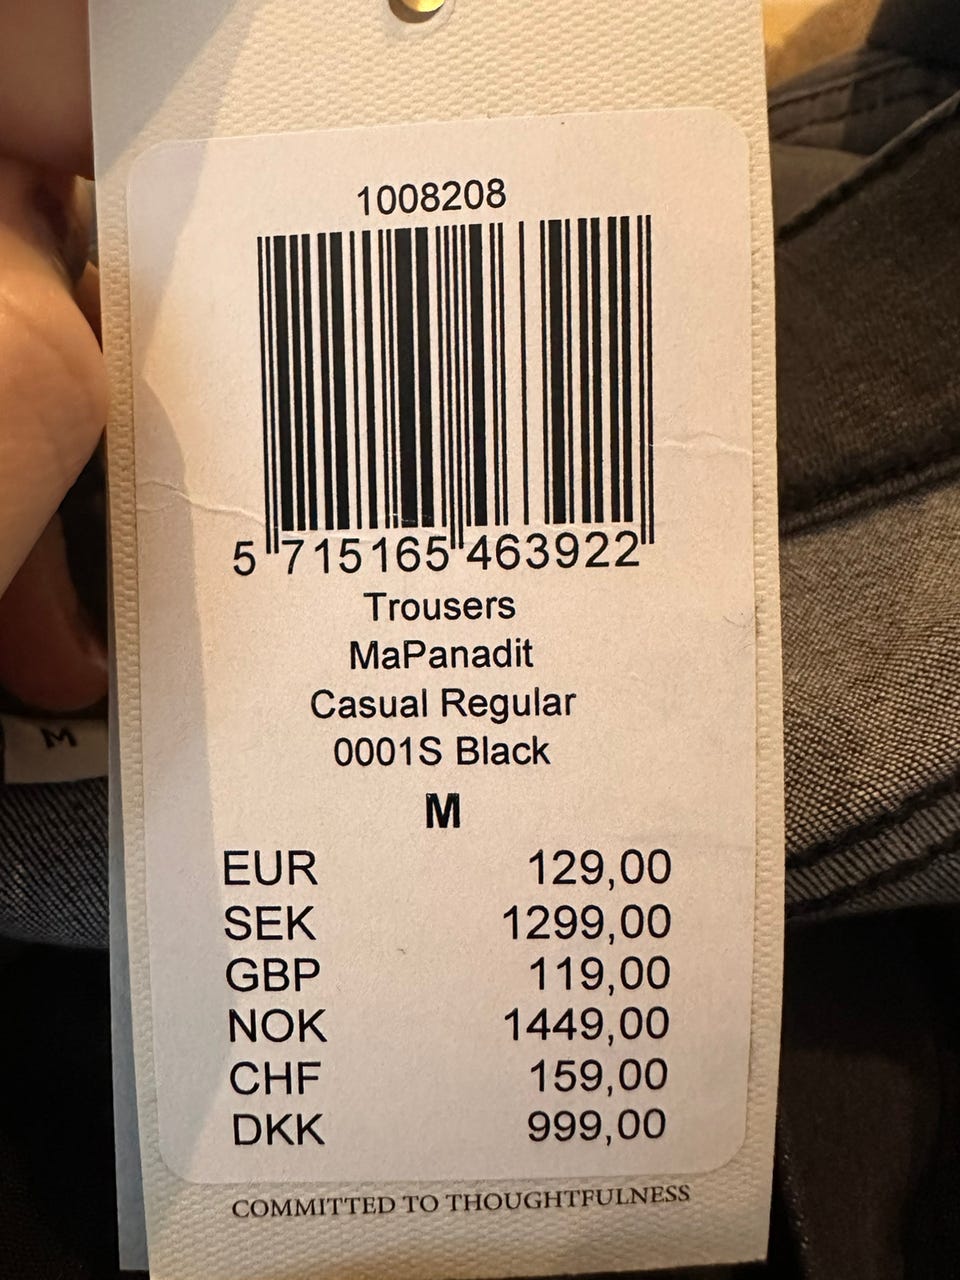 1008208
5 715165 463922
Trousers
MaPanadit
Casual Regular
0001S Black
M
M
EUR 129,00
SEK 1299,00
GBP 119,00
NOK 1449,00
CHF 159,00
DKK 999,00
COMMITTED TO THOUGHTFULNESS